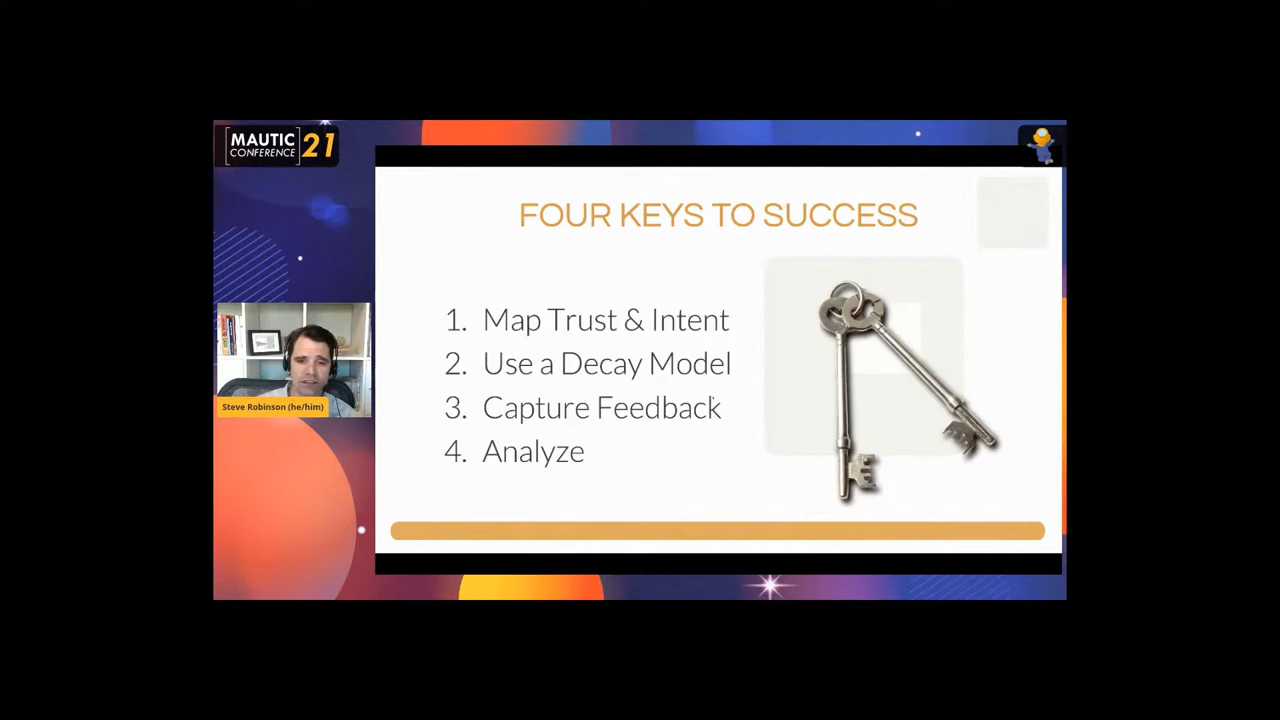 MAUTIC
CONFERENCE 21
FOUR KEYS TO SUCCESS
1. Map Trust & Intent
2. Use a Decay Model
3. Capture Feedback
4. Analyze
Steve Robinson (he/him)